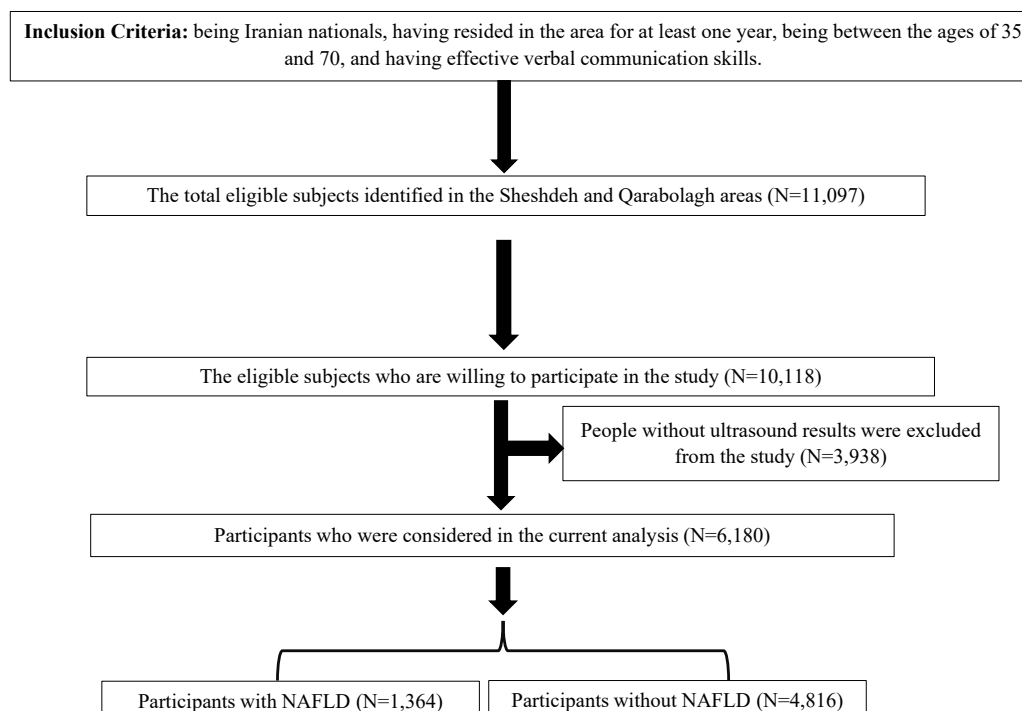 Inclusion Criteria: being Iranian nationals, having resided in the area for at least one year, being between the ages of 35
and 70, and having effective verbal communication skills.
The total eligible subjects identified in the Sheshdeh and Qarabolagh areas (N=11,097)
The eligible subjects who are willing to participate in the study (N=10,118)
People without ultrasound results were excluded
from the study (N=3,938)
Participants who were considered in the current analysis (N=6,180)
Participants with NAFLD (N=1,364)
Participants without NAFLD (N=4,816)